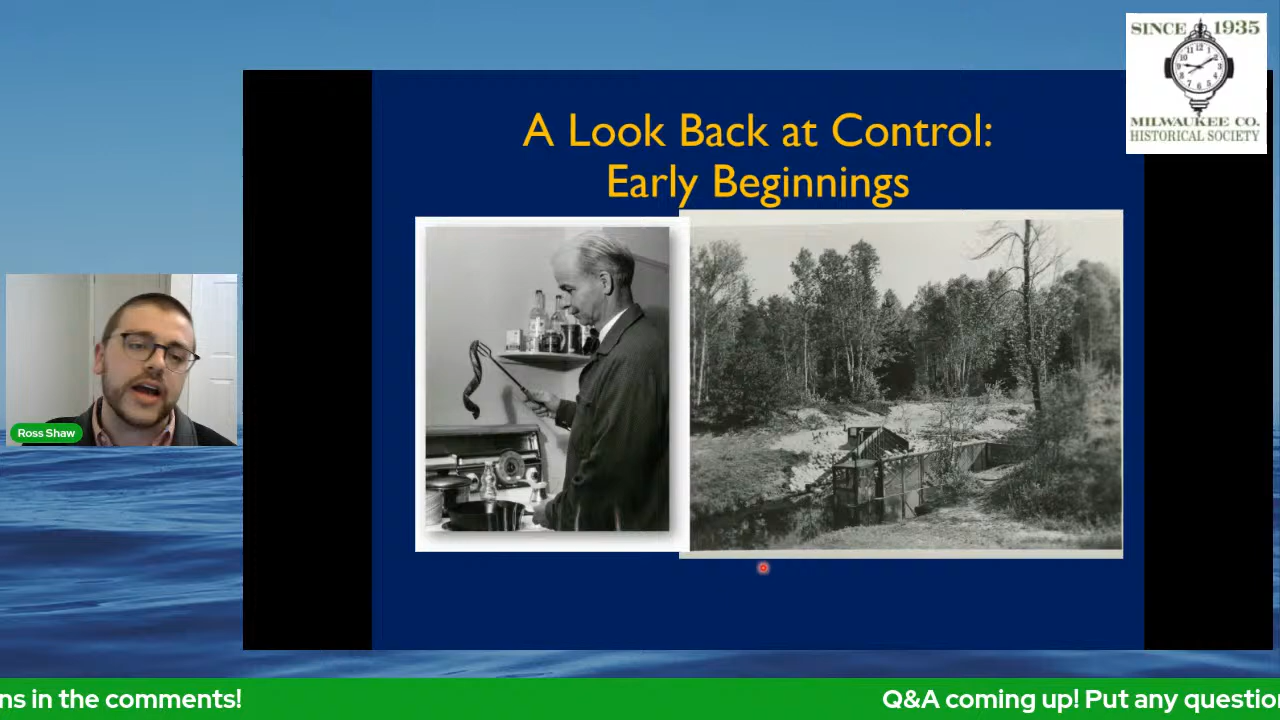 SINCE 1935
MILWAUKEE CO.
HISTORICAL SOCIETY
A Look Back at Control:
Early Beginnings
Ross Shaw
ns in the comments!
Q&A coming up! Put any question